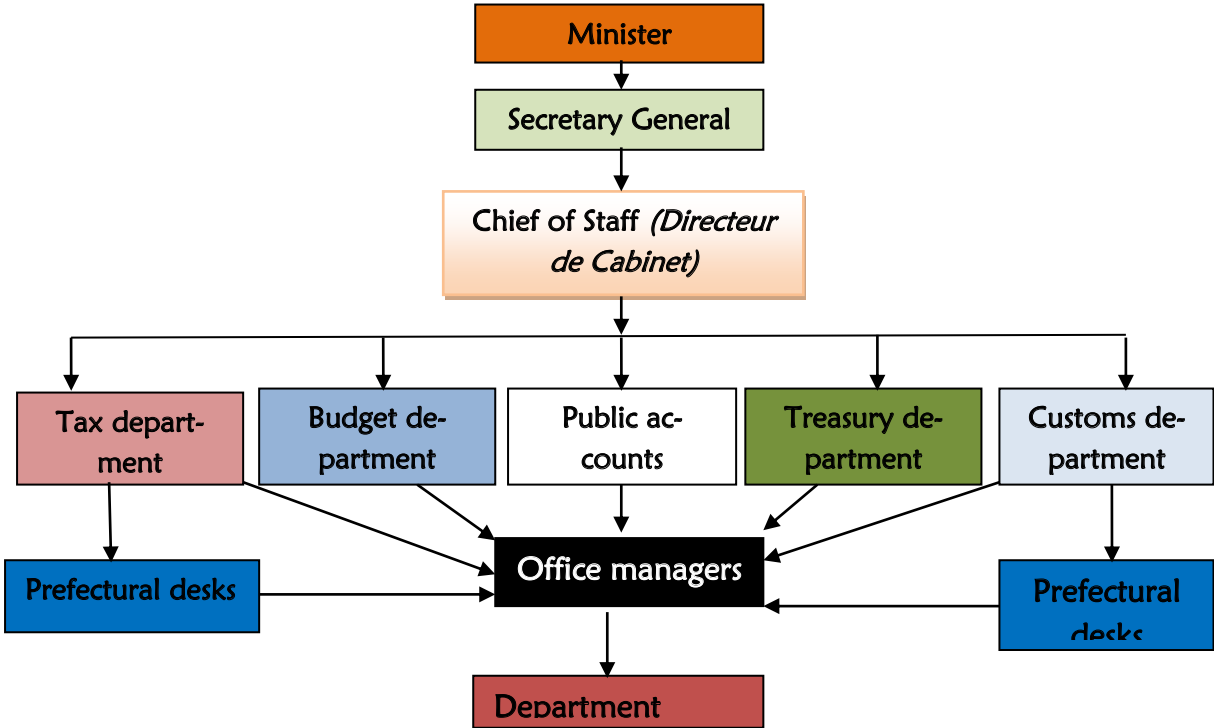 Minister
Secretary General
Chief of Staff (Directeur
de Cabinet)
Tax depart-
ment
Budget de-
partment
Public ac-
counts
Treasury de-
partment
Customs de-
partment
Office managers
Prefectural desks
Prefectural
desks
Department